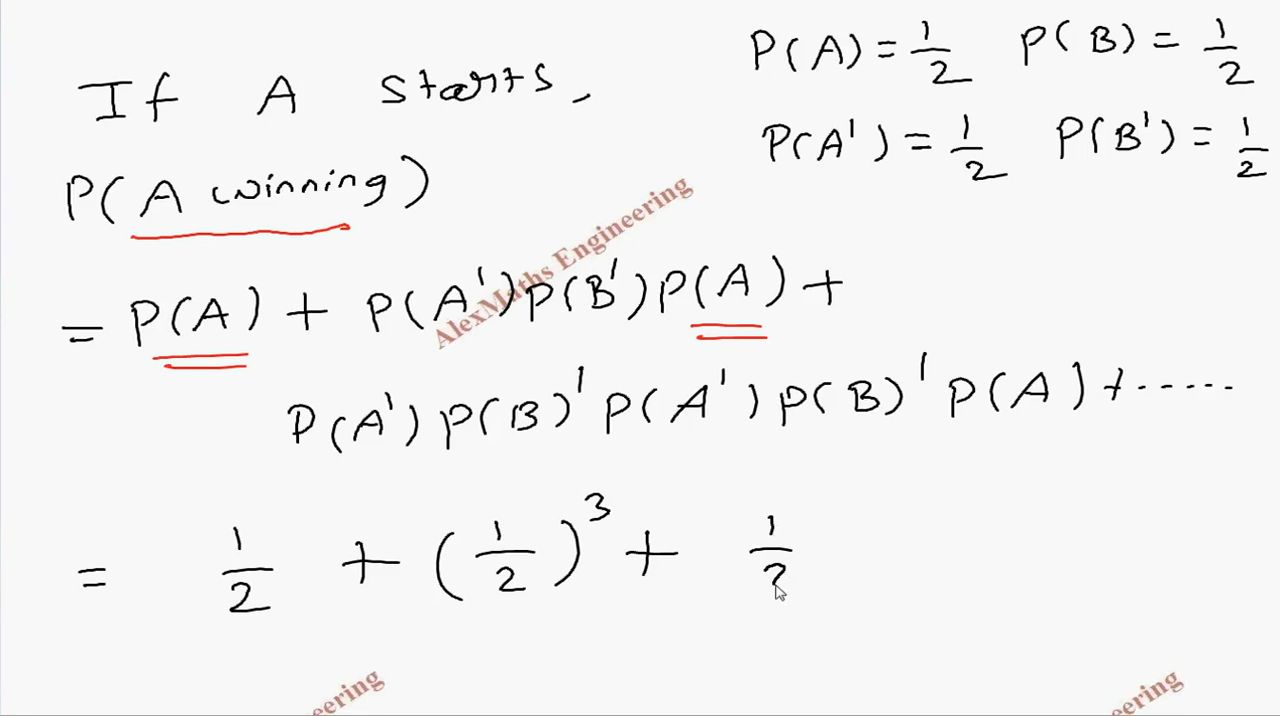 If A starts,
P(A) = 1/2 P(B) = 1/2
P(A') = 1/2 P(B') = 1/2
P(A winning)
AlexMaths Engineering
= P(A) + P(A')P(B')P(A) +
P(A')P(B)'P(A')P(B)'P(A) + ......
= 1/2 + (1/2)^3 + 1/2
eering
eering